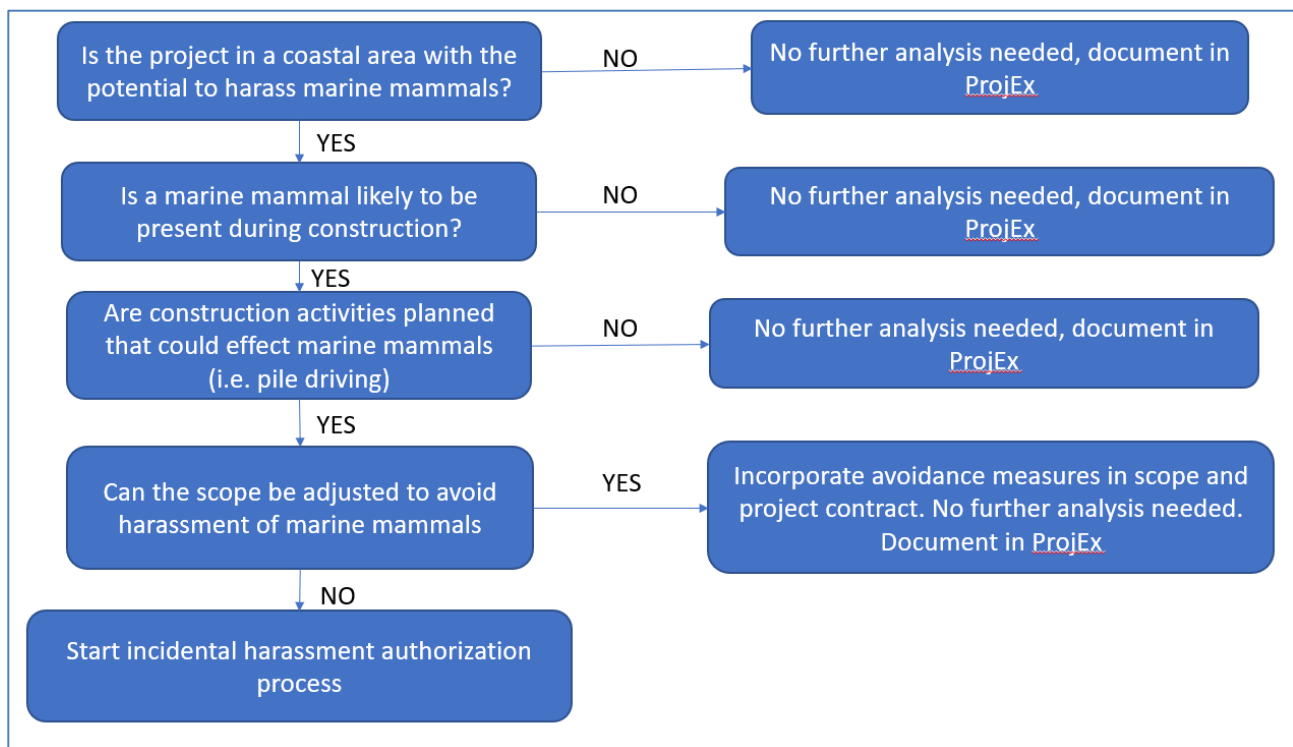 Is the project in a coastal area with the
potential to harass marine mammals?
NO
No further analysis needed, document in
ProjEx
YES
Is a marine mammal likely to be
present during construction?
NO
No further analysis needed, document in
ProjEx
YES
Are construction activities planned
that could effect marine mammals
(i.e. pile driving)
NO
No further analysis needed, document in
ProjEx
YES
Can the scope be adjusted to avoid
harassment of marine mammals
YES
Incorporate avoidance measures in scope and
project contract. No further analysis needed.
Document in ProjEx
NO
Start incidental harassment authorization
process